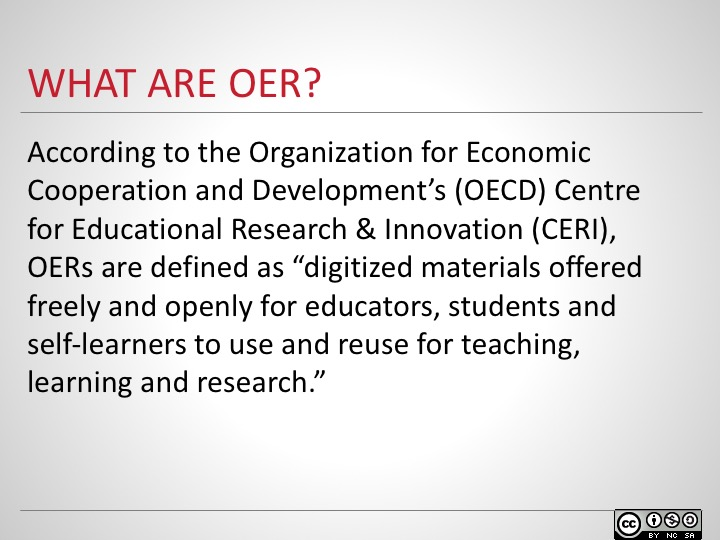 WHAT ARE OER?
According to the Organization for Economic
Cooperation and Development’s (OECD) Centre
for Educational Research & Innovation (CERI),
OERs are defined as “digitized materials offered
freely and openly for educators, students and
self-learners to use and reuse for teaching,
learning and research.”
cc
BY NC SA